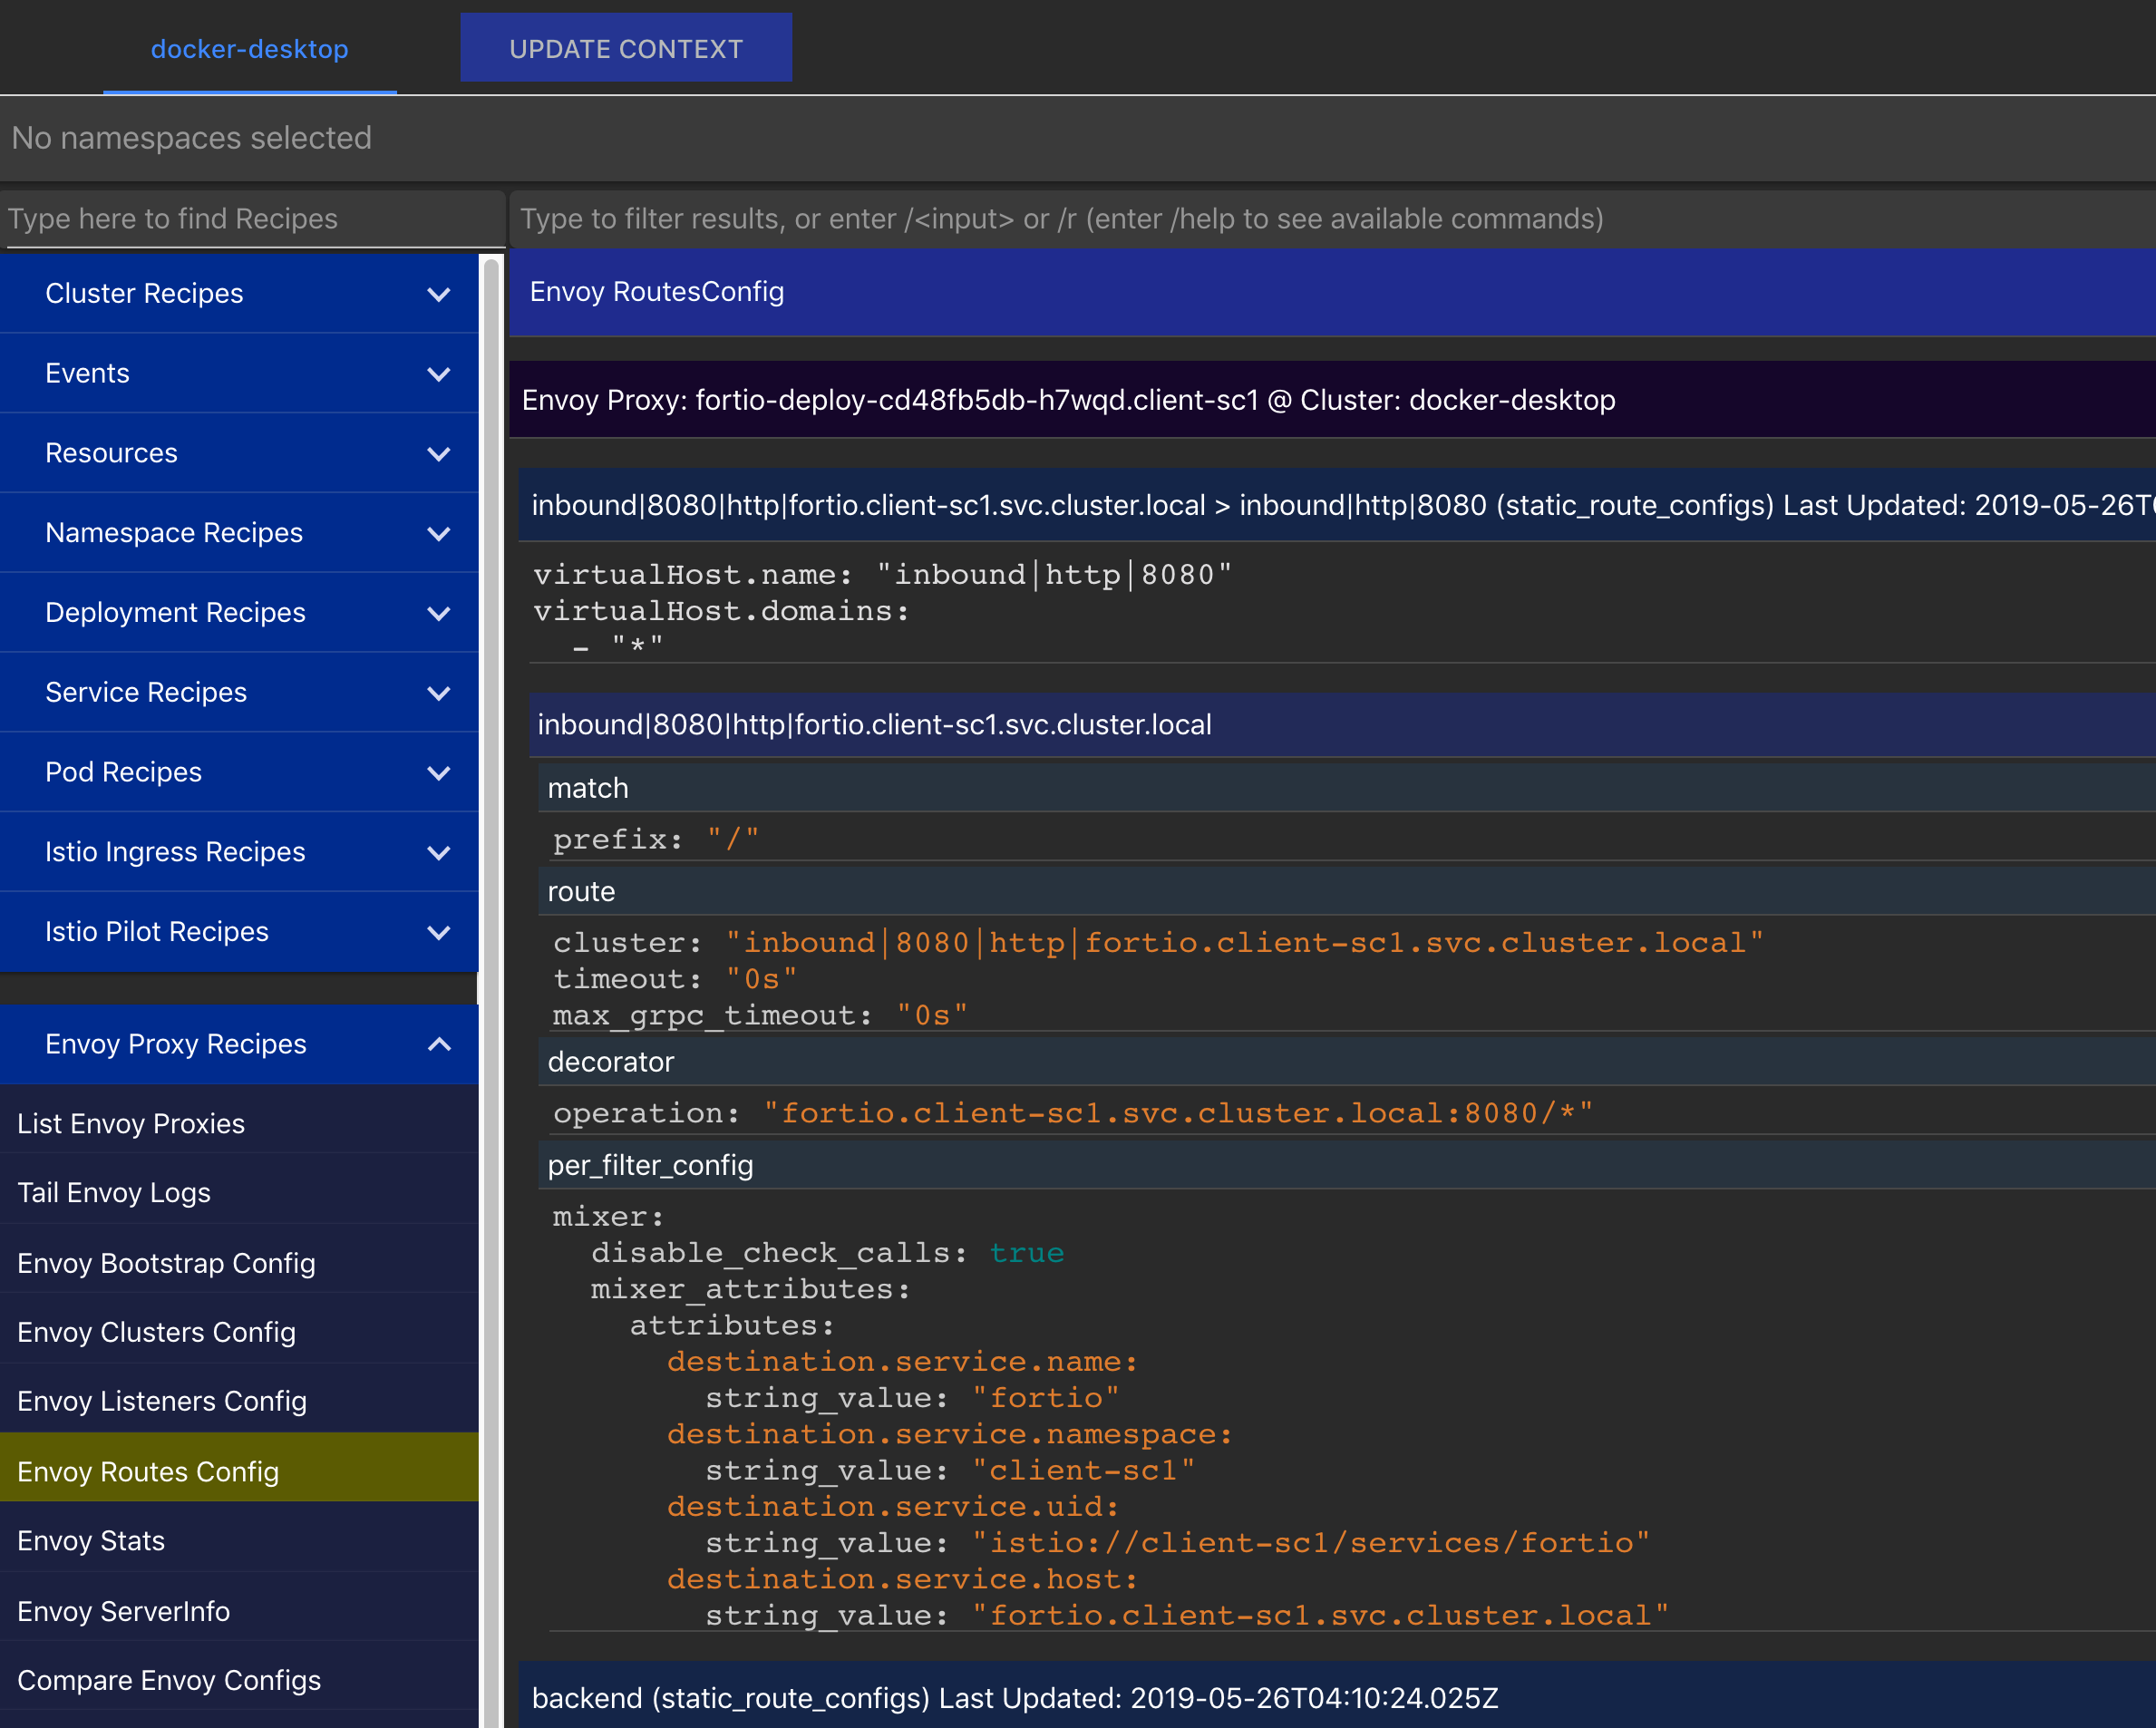 docker-desktop
UPDATE CONTEXT
No namespaces selected
Type here to find Recipes
Type to filter results, or enter /<input> or /r (enter /help to see available commands)
Cluster Recipes
Events
Resources
Namespace Recipes
Deployment Recipes
Service Recipes
Pod Recipes
Istio Ingress Recipes
Istio Pilot Recipes
Envoy Proxy Recipes
List Envoy Proxies
Tail Envoy Logs
Envoy Bootstrap Config
Envoy Clusters Config
Envoy Listeners Config
Envoy Routes Config
Envoy Stats
Envoy ServerInfo
Compare Envoy Configs
Envoy RoutesConfig
Envoy Proxy: fortio-deploy-cd48fb5db-h7wqd.client-sc1 @ Cluster: docker-desktop
inbound|8080|http|fortio.client-sc1.svc.cluster.local > inbound|http|8080 (static_route_configs) Last Updated: 2019-05-26T
virtualHost.name: "inbound|http|8080"
virtualHost.domains:
- "*"
inbound|8080|http|fortio.client-sc1.svc.cluster.local
match
prefix: "/"
route
cluster: "inbound|8080|http|fortio.client-sc1.svc.cluster.local"
timeout: "0s"
max_grpc_timeout: "0s"
decorator
operation: "fortio.client-sc1.svc.cluster.local:8080/*"
per_filter_config
mixer:
disable_check_calls: true
mixer_attributes:
attributes:
destination.service.name:
string_value: "fortio"
destination.service.namespace:
string_value: "client-sc1"
destination.service.uid:
string_value: "istio://client-sc1/services/fortio"
destination.service.host:
string_value: "fortio.client-sc1.svc.cluster.local"
backend (static_route_configs) Last Updated: 2019-05-26T04:10:24.025Z